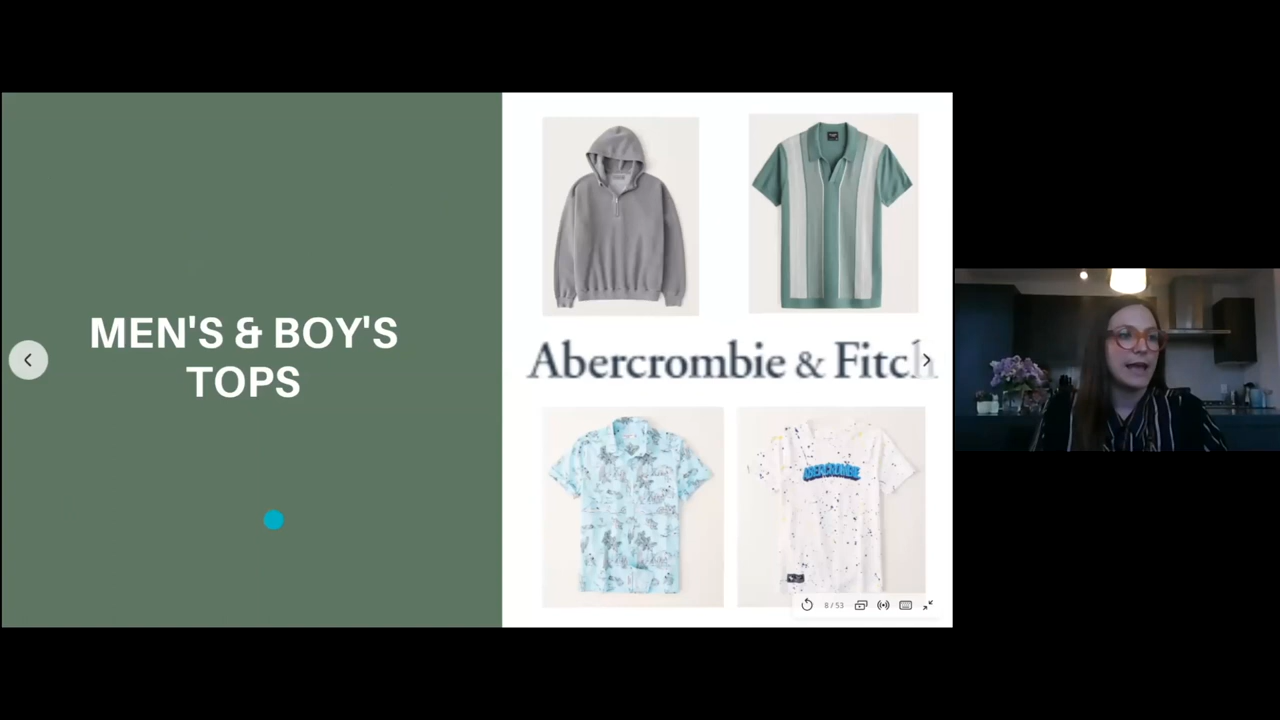 MEN'S & BOY'S
TOPS
Abercrombie & Fitch
ABERCROMBIE
8 / 53